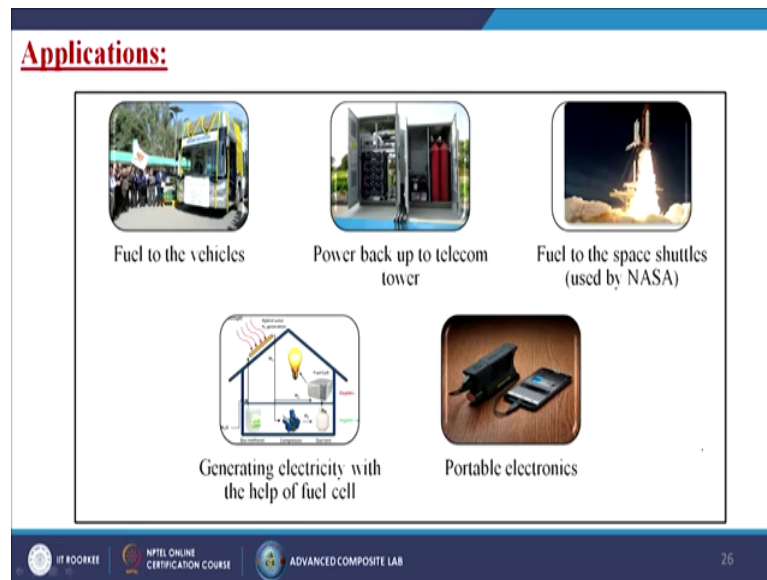 Applications:
Fuel to the vehicles
Power back up to telecom
tower
Fuel to the space shuttles
(used by NASA)
Generating electricity with
the help of fuel cell
Portable electronics
IIT ROORKEE
NPTEL ONLINE
CERTIFICATION COURSE
ADVANCED COMPOSITE LAB
26